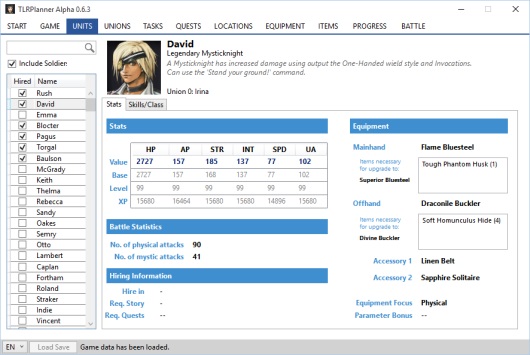 TLRPlanner Alpha 0.6.3
START GAME UNITS UNIONS TASKS QUESTS LOCATIONS EQUIPMENT ITEMS PROGRESS BATTLE
Include Soldiers
Hired Name
Rush
David
Emma
Blocter
Pagus
Torgal
Baulson
McGrady
Keith
Thelma
Rebecca
Sandy
Oakes
Semry
Otto
Lambert
Caplan
Fortham
Roland
Straker
Indie
Vincent
David
Legendary Mysticknight
A Mysticknight has increased damage using output the One-Handed wield style and Invocations.
Can use the 'Stand your ground!' command.
Union 0: Irina
Stats Skills/Class
Stats
HP AP STR INT SPD UA
Value 2727 157 185 137 77 102
Base 2727 157 168 137 77 102
Level 99 99 99 99 99 99
XP 15680 16464 15680 15680 14896 15680
Battle Statistics
No. of physical attacks 90
No. of mystic attacks 41
Hiring Information
Hire in -
Req. Story -
Req. Quests --
Equipment
Mainhand Flame Bluesteel
Items necessary
for upgrade to:
Superior Bluesteel
Tough Phantom Husk (1)
Offhand Draconile Buckler
Items necessary
for upgrade to:
Divine Buckler
Soft Homunculus Hide (4)
Accessory 1 Linen Belt
Accessory 2 Sapphire Solitaire
Equipment Focus Physical
Parameter Bonus --
EN Load Save Game data has been loaded.